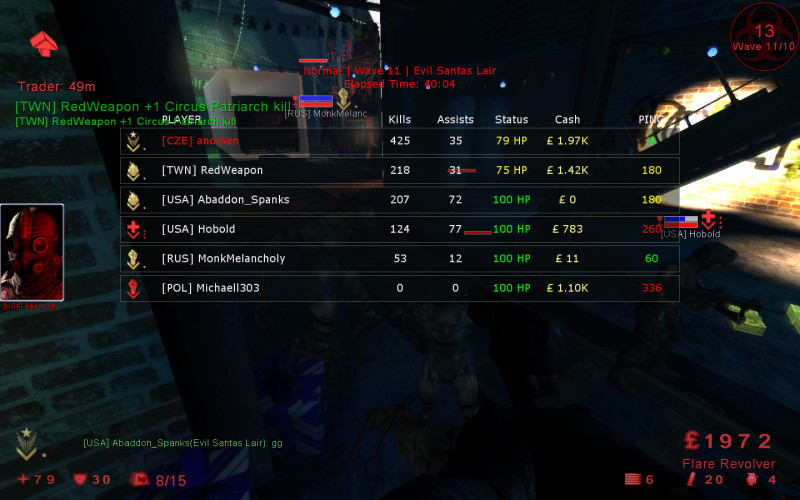 13
Wave 11/10
Normal | Wave 11 | Evil Santas Lair
Elapsed Time: 40:04
Trader: 49m
[TWN] RedWeapon +1 Circus Patriarch kill
[TWN] RedWeapon +1 Circus Patriarch kill
[RUS] MonkMelanc
PLAYER Kills Assists Status Cash PING
[CZE] anomen 425 35 79 HP £ 1.97K
[TWN] RedWeapon 218 31 75 HP £ 1.42K 180
[USA] Abaddon_Spanks 207 72 100 HP £ 0 180
[USA] Hobold 124 77 100 HP £ 783 260
[USA] Hobold
[RUS] MonkMelancholy 53 12 100 HP £ 11 60
[POL] Michaell303 0 0 100 HP £ 1.10K 336
[USA] Abaddon
[USA] Abaddon_Spanks(Evil Santas Lair): gg
£1972
Flare Revolver
79 30 8/15 6 20 4